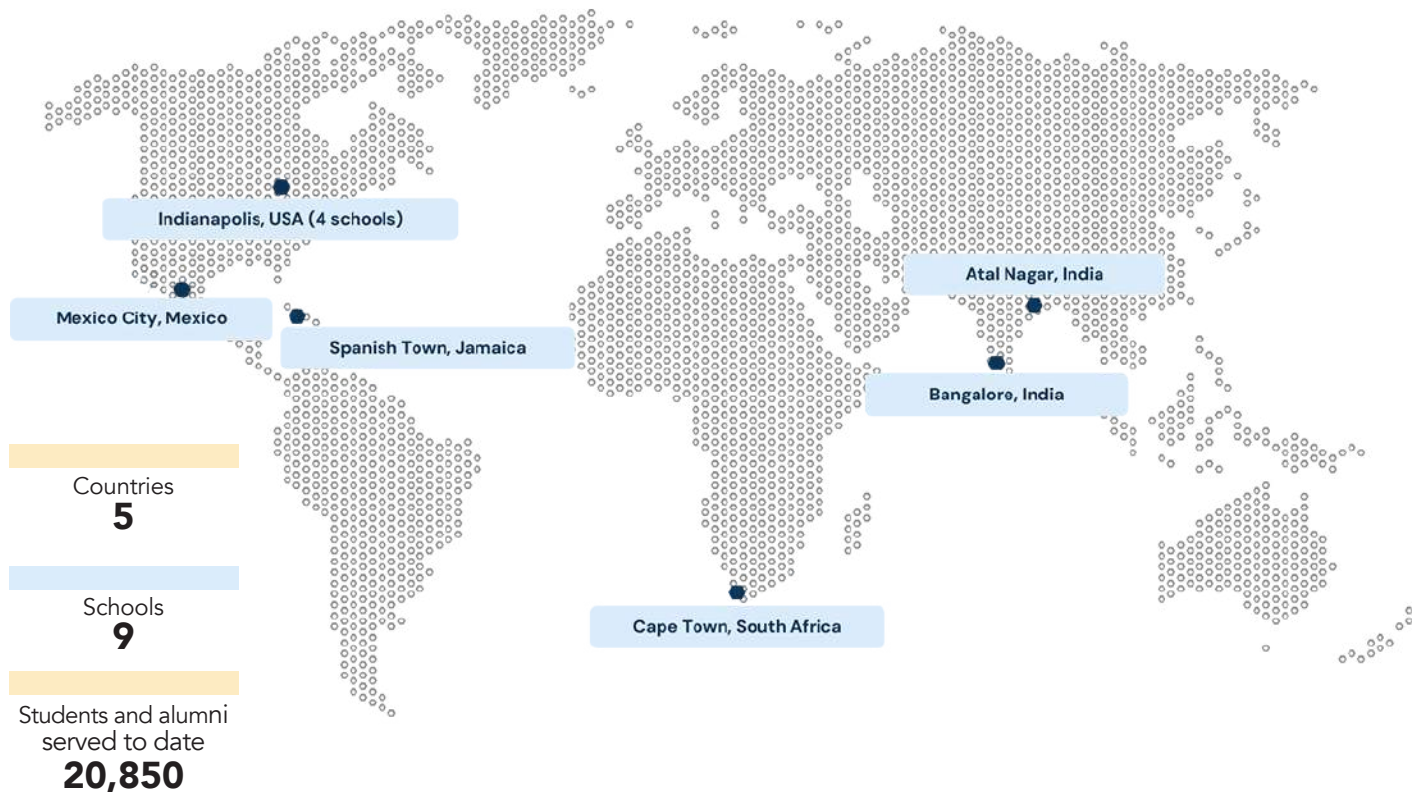 Indianapolis, USA (4 schools)
Atal Nagar, India
Mexico City, Mexico
Spanish Town, Jamaica
Bangalore, India
Cape Town, South Africa
Countries
5
Schools
9
Students and alumni
served to date
20,850